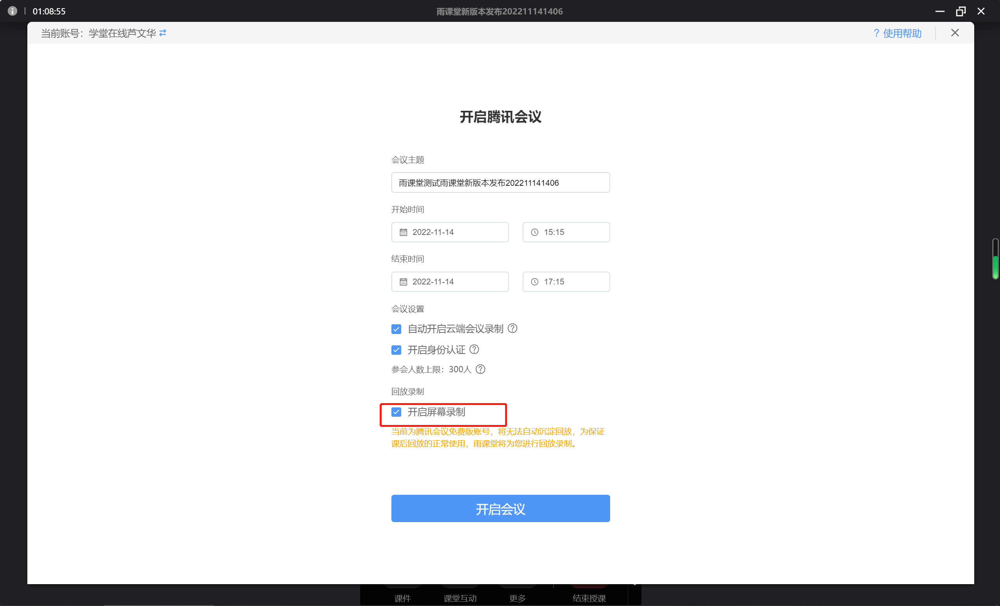 01:08:55
雨课堂新版本发布202211141406
当前账号：学堂在线芦文华
? 使用帮助
开启腾讯会议
会议主题
雨课堂测试雨课堂新版本发布202211141406
开始时间
2022-11-14
15:15
结束时间
2022-11-14
17:15
会议设置
自动开启云端会议录制
开启身份认证
参会人数上限：300人
回放录制
开启屏幕录制
当前为腾讯会议免费版账号，将无法自动沉淀回放，为保证
课后回放的正常使用，雨课堂将为您进行回放录制。
开启会议
课件
课堂互动
更多
结束授课